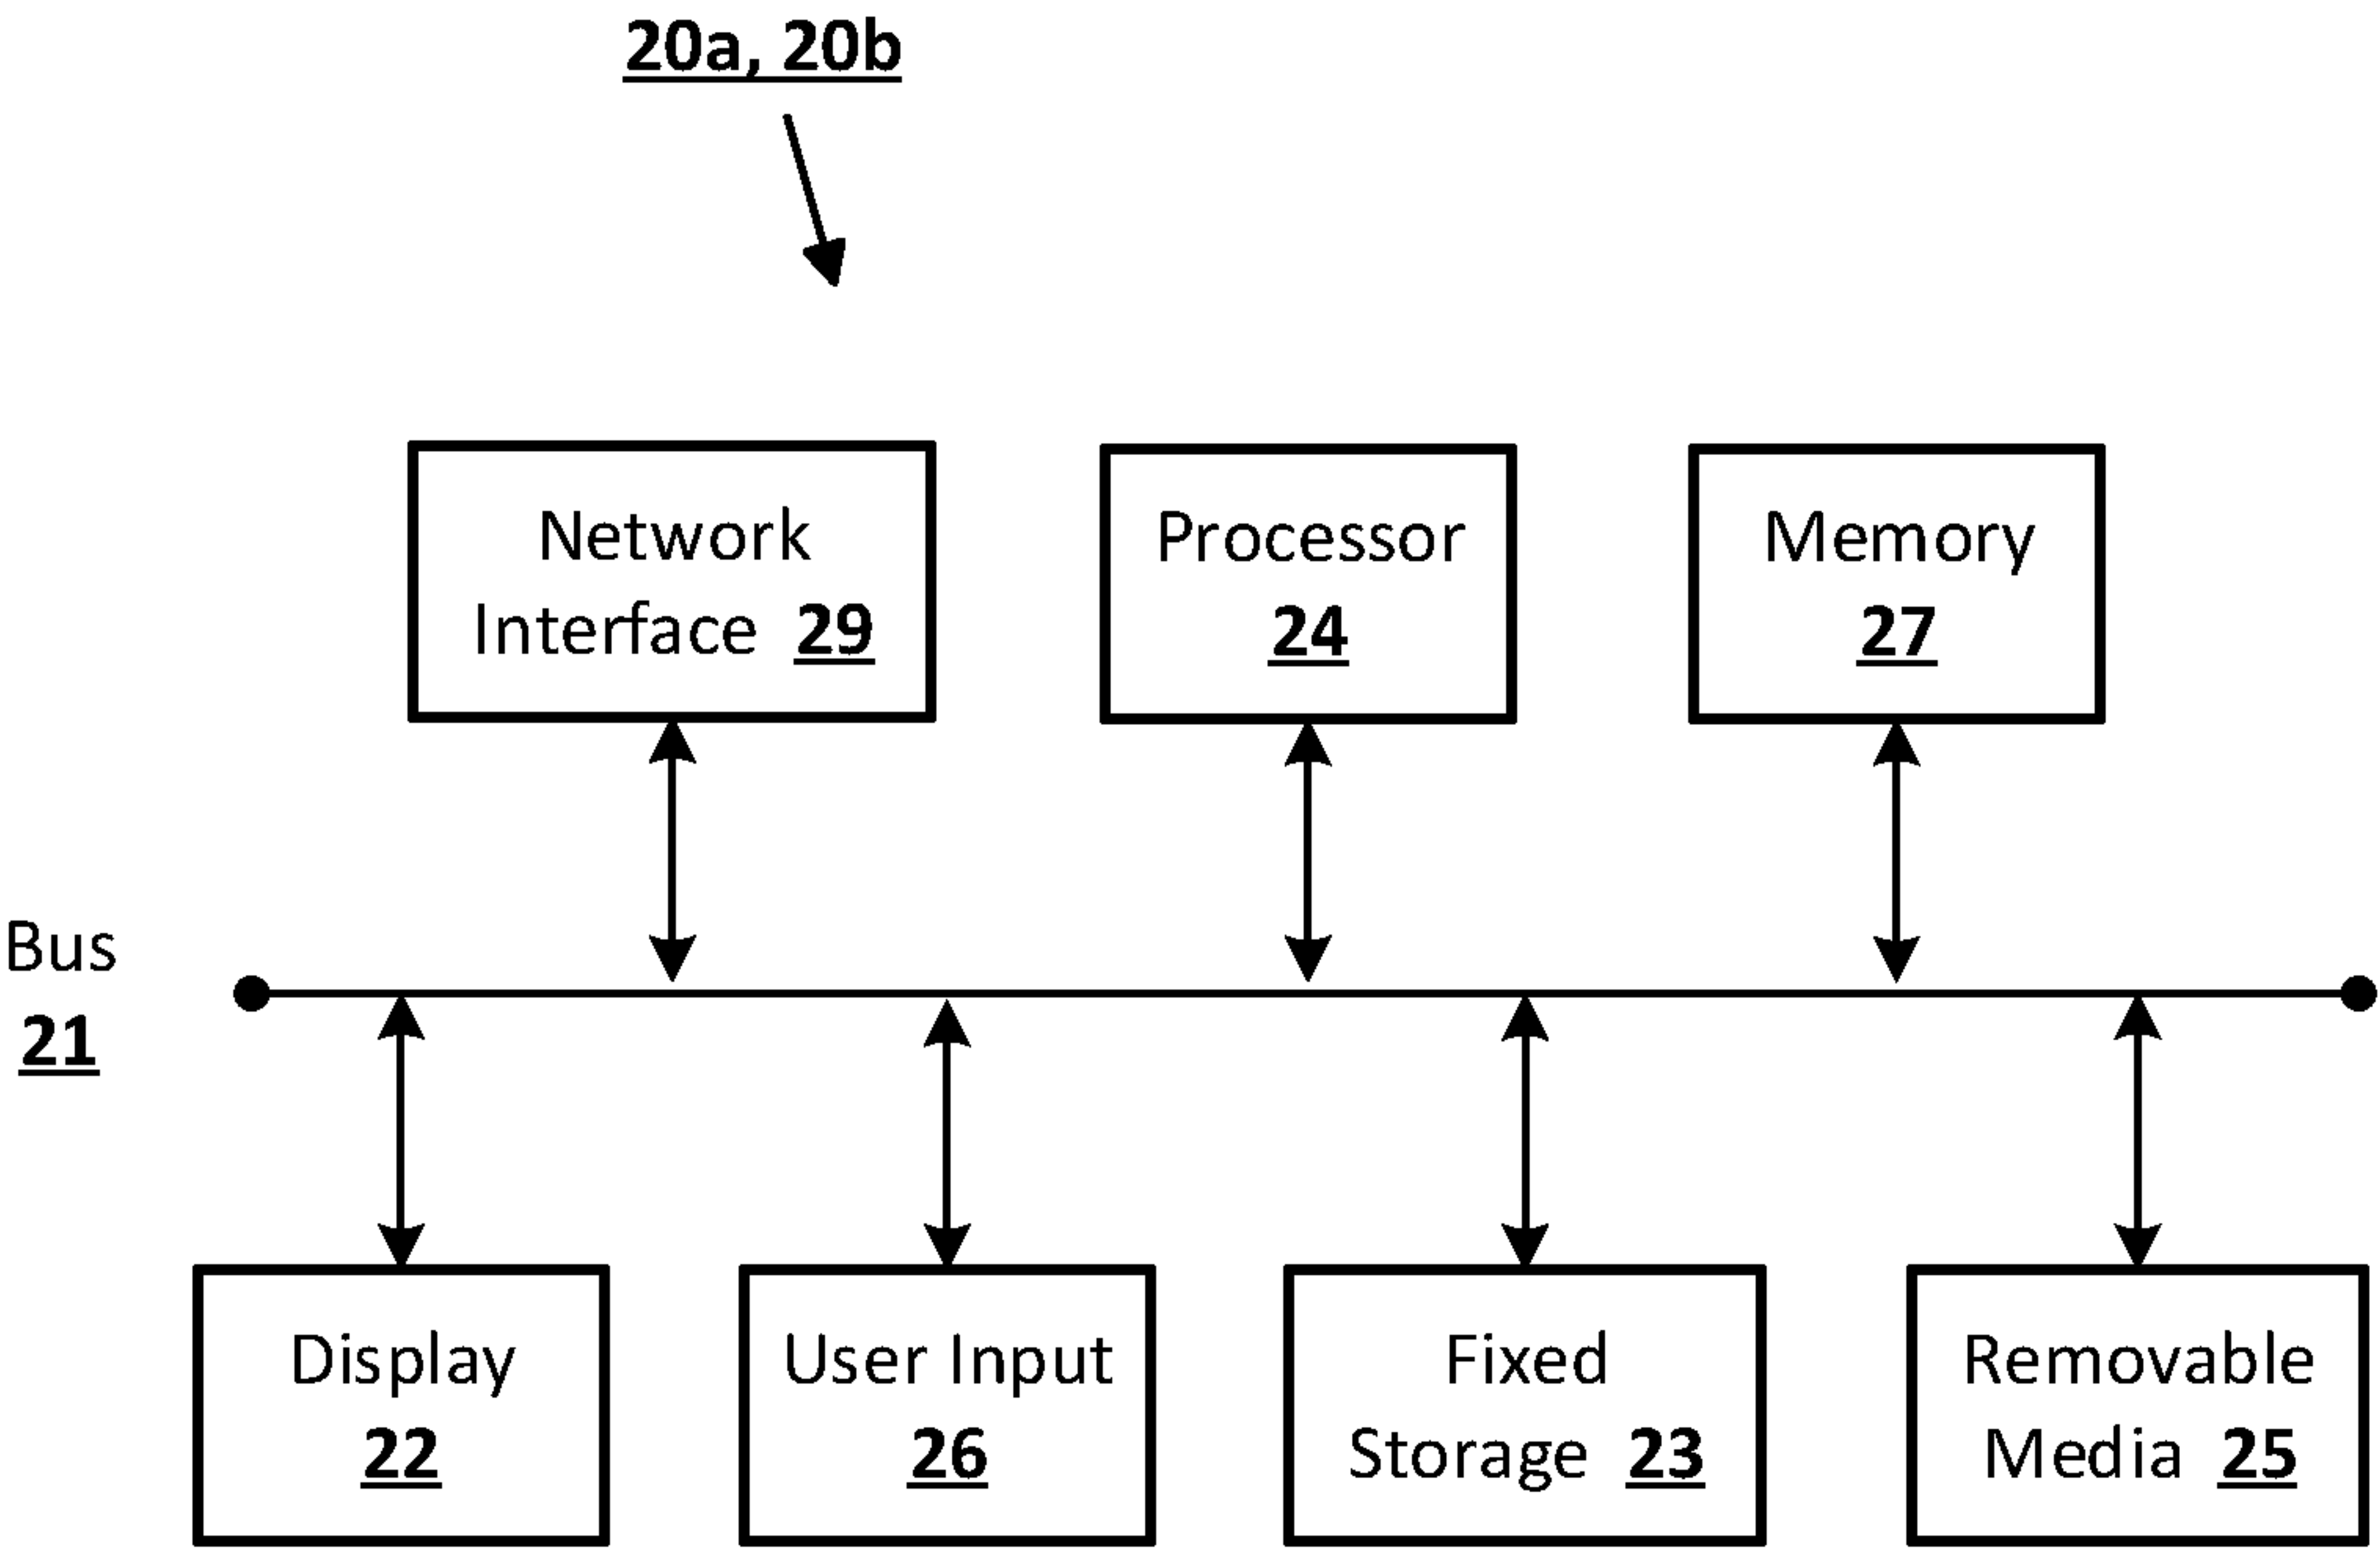 20a, 20b
Network
Interface 29
Processor
24
Memory
27
Bus
21
Display
22
User Input
26
Fixed
Storage 23
Removable
Media 25